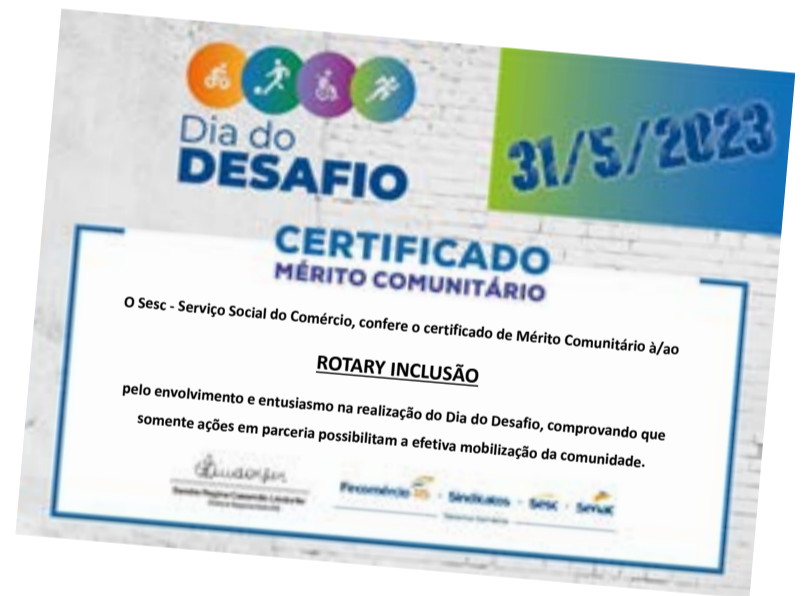 Dia do
DESAFIO
31/5/2023
CERTIFICADO
MÉRITO COMUNITÁRIO
O Sesc - Serviço Social do Comércio, confere o certificado de Mérito Comunitário à/ao
ROTARY INCLUSÃO
pelo envolvimento e entusiasmo na realização do Dia do Desafio, comprovando que
somente ações em parceria possibilitam a efetiva mobilização da comunidade.
Fecomércio RS · Sindicatos · Sesc · Senac